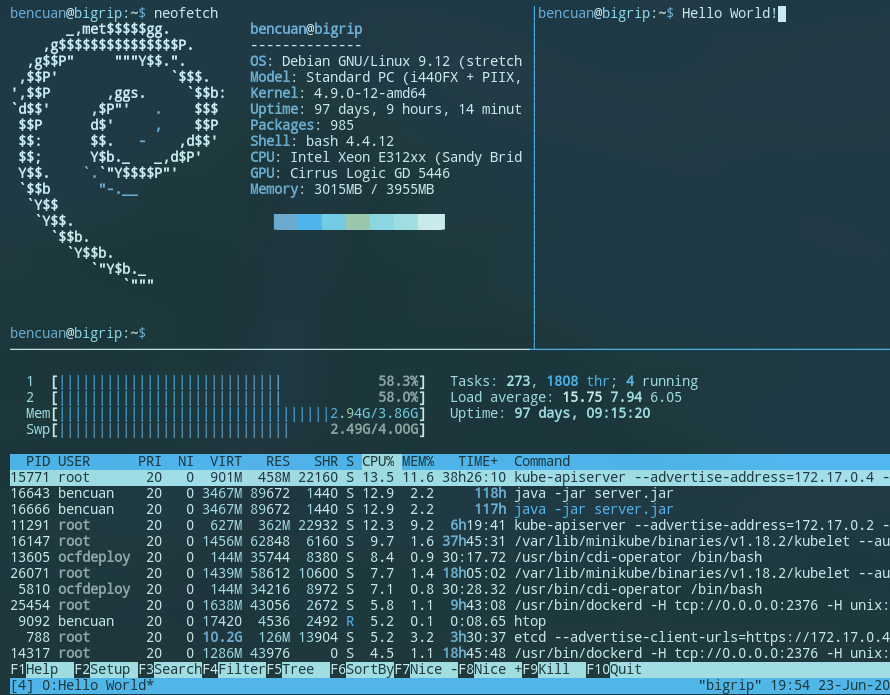 bencuan@bigrip:~$ neofetch
       _,met$$$$$gg.
    ,g$$$$$$$$$$$$$$$P.
  ,g$$P"     """Y$$.".
 ,$$P'              `$$$.
',$$P       ,ggs.     `$$b:
`d$$'     ,$P"'   .    $$$
 $$P      d$'     ,    $$P
 $$:      $$.   -    ,d$$'
 $$;      Y$b._   _,d$P'
 Y$$.    `.`"Y$$$$P"'
 `$$b      "-.__
  `Y$$
   `Y$$.
     `$$b.
       `Y$$b.
          `"Y$b._
              `"""
bencuan@bigrip
--------------
OS: Debian GNU/Linux 9.12 (stretch
Model: Standard PC (i440FX + PIIX,
Kernel: 4.9.0-12-amd64
Uptime: 97 days, 9 hours, 14 minut
Packages: 985
Shell: bash 4.4.12
CPU: Intel Xeon E312xx (Sandy Brid
GPU: Cirrus Logic GD 5446
Memory: 3015MB / 3955MB
bencuan@bigrip:~$
bencuan@bigrip:~$ Hello World!
1  [||||||||||||||||||||||||||||            58.3%]
2  [||||||||||||||||||||||||||||            58.0%]
Mem[||||||||||||||||||||||||||||||||||2.94G/3.86G]
Swp[|||||||||||||||||||||||||||||     2.49G/4.00G]
Tasks: 273, 1808 thr; 4 running
Load average: 15.75 7.94 6.05
Uptime: 97 days, 09:15:20
PID USER      PRI  NI  VIRT   RES   SHR S CPU% MEM%   TIME+  Command
15771 root       20   0  901M  458M 22160 S 13.5 11.6 38h26:10 kube-apiserver --advertise-address=172.17.0.4 -
16643 bencuan    20   0 3467M 89672  1440 S 12.9  2.2  118h java -jar server.jar
16666 bencuan    20   0 3467M 89672  1440 S 12.9  2.2  117h java -jar server.jar
11291 root       20   0  627M  362M 22932 S 12.3  9.2  6h19:41 kube-apiserver --advertise-address=172.17.0.2 -
16147 root       20   0 1456M 62848  6160 S  9.7  1.6 37h45:31 /var/lib/minikube/binaries/v1.18.2/kubelet --au
13605 ocfdeploy  20   0  144M 35744  8380 S  8.4  0.9 30:17.72 /usr/bin/cdi-operator /bin/bash
26071 root       20   0 1439M 58612 10600 S  7.7  1.4 18h05:02 /var/lib/minikube/binaries/v1.18.2/kubelet --au
5810 ocfdeploy  20   0  144M 34216  8972 S  7.1  0.8 30:28.32 /usr/bin/cdi-operator /bin/bash
25454 root       20   0 1638M 43056  2672 S  5.8  1.1  9h43:08 /usr/bin/dockerd -H tcp://0.0.0.0:2376 -H unix:
9092 bencuan    20   0 17420  4536  2492 R  5.2  0.1  0:08.65 htop
788 root       20   0 10.2G  126M 13904 S  5.2  3.2  3h30:37 etcd --advertise-client-urls=https://172.17.0.4
14317 root       20   0 1286M 43976     0 S  4.5  1.1 18h45:48 /usr/bin/dockerd -H tcp://0.0.0.0:2376 -H unix:
F1Help  F2Setup F3SearchF4FilterF5Tree  F6SortByF7Nice -F8Nice +F9Kill  F10Quit
[4] 0:Hello World* "bigrip" 19:54 23-Jun-20